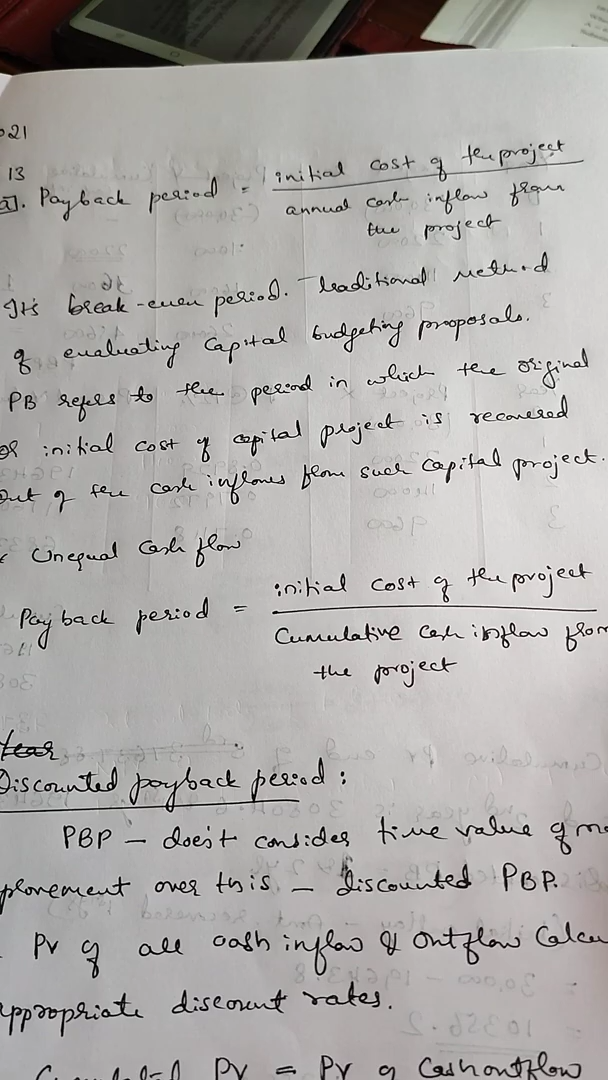 021
13
a]. Payback period = initial cost of the project
annual cash inflow from
the project
It's break-even period. Traditional method
of evaluating Capital budgeting proposals.
PB refers to the period in which the original
or initial cost of capital project is recovered
out of the cash inflows from such capital project.
Unequal cash flow
Pay back period = initial cost of the project
Cumulative cash inflow from
the project
Year
Discounted payback period :
PBP – does't consider time value of mo
provement over this – discounted PBP.
PV of all cash inflow & outflow Calcu
appropriate discount rates.
PV = PV of Cash outflow